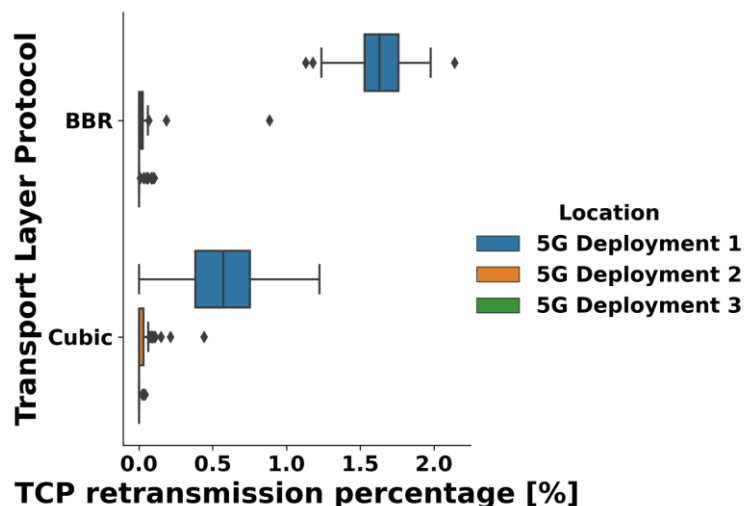 Transport Layer Protocol
BBR
Cubic
0.0 0.5 1.0 1.5 2.0
TCP retransmission percentage [%]
Location
5G Deployment 1
5G Deployment 2
5G Deployment 3